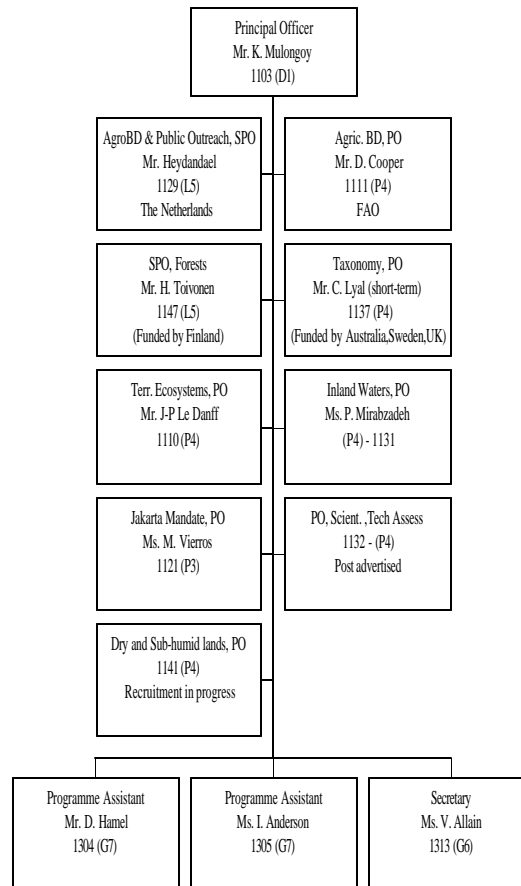 Principal Officer
Mr. K. Mulongoy
1103 (D1)
AgroBD & Public Outreach, SPO
Mr. Heydandael
1129 (L5)
The Netherlands
Agric. BD, PO
Mr. D. Cooper
1111 (P4)
FAO
SPO, Forests
Mr. H. Toivonen
1147 (L5)
(Funded by Finland)
Taxonomy, PO
Mr. C. Lyal (short-term)
1137 (P4)
(Funded by Australia,Sweden,UK)
Terr. Ecosystems, PO
Mr. J-P Le Danff
1110 (P4)
Inland Waters, PO
Ms. P. Mirabzadeh
(P4) - 1131
Jakarta Mandate, PO
Ms. M. Vierros
1121 (P3)
PO, Scient. ,Tech Assess
1132 - (P4)
Post advertised
Dry and Sub-humid lands, PO
1141 (P4)
Recruitment in progress
Programme Assistant
Mr. D. Hamel
1304 (G7)
Programme Assistant
Ms. I. Anderson
1305 (G7)
Secretary
Ms. V. Allain
1313 (G6)